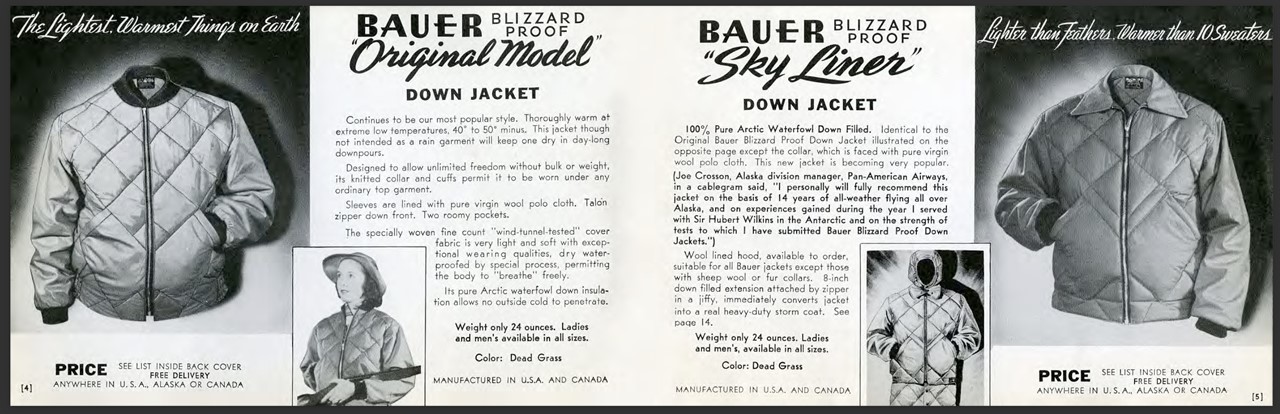 The Lightest, Warmest Things on Earth
PRICE SEE LIST INSIDE BACK COVER
FREE DELIVERY
ANYWHERE IN U.S.A., ALASKA OR CANADA
[4]
BAUER BLIZZARD PROOF
"Original Model"
DOWN JACKET
Continues to be our most popular style. Thoroughly warm at
extreme low temperatures, 40° to 50° minus. This jacket though
not intended as a rain garment will keep one dry in day-long
downpours.
Designed to allow unlimited freedom without bulk or weight,
its knitted collar and cuffs permit it to be worn under any
ordinary top garment.
Sleeves are lined with pure virgin wool polo cloth. Talon
zipper down front. Two roomy pockets.
The specially woven fine count "wind-tunnel-tested" cover
fabric is very light and soft with excep-
tional wearing qualities, dry water-
proofed by special process, permitting
the body to "breathe" freely.
Its pure Arctic waterfowl down insula-
tion allows no outside cold to penetrate.
Weight only 24 ounces. Ladies
and men's available in all sizes.
Color: Dead Grass
MANUFACTURED IN U.S.A. AND CANADA
BAUER BLIZZARD PROOF
"Sky Liner"
DOWN JACKET
100% Pure Arctic Waterfowl Down Filled. Identical to the
Original Bauer Blizzard Proof Down Jacket illustrated on the
opposite page except the collar, which is faced with pure virgin
wool polo cloth. This new jacket is becoming very popular.
(Joe Crosson, Alaska division manager, Pan-American Airways,
in a cablegram said, "I personally will fully recommend this
jacket on the basis of 14 years of all-weather flying all over
Alaska, and on experiences gained during the year I served
with Sir Hubert Wilkins in the Antarctic and on the strength of
tests to which I have submitted Bauer Blizzard Proof Down
Jackets.")
Wool lined hood, available to order,
suitable for all Bauer jackets except those
with sheep wool or fur collars. 8-inch
down filled extension attached by zipper
in a jiffy, immediately converts jacket
into a real heavy-duty storm coat. See
page 14.
Weight only 24 ounces. Ladies
and men's, available in all sizes.
Color: Dead Grass
MANUFACTURED IN U.S.A. AND CANADA
Lighter than Feathers, Warmer than 10 Sweaters
PRICE SEE LIST INSIDE BACK COVER
FREE DELIVERY
ANYWHERE IN U.S.A., ALASKA OR CANADA
[5]